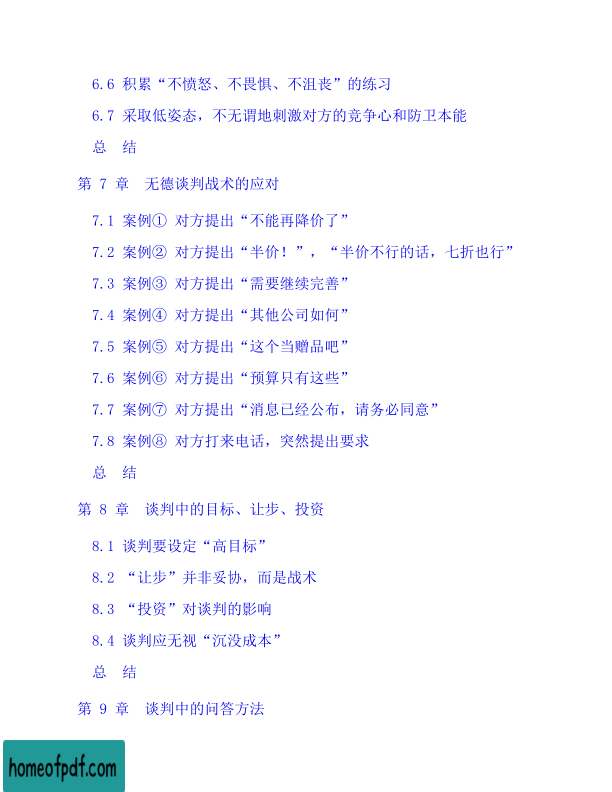 6.6 积累“不愤怒、不畏惧、不沮丧”的练习
6.7 采取低姿态，不无谓地刺激对方的竞争心和防卫本能
总　结
第 7 章　无德谈判战术的应对
7.1 案例① 对方提出“不能再降价了”
7.2 案例② 对方提出“半价！”，“半价不行的话，七折也行”
7.3 案例③ 对方提出“需要继续完善”
7.4 案例④ 对方提出“其他公司如何”
7.5 案例⑤ 对方提出“这个当赠品吧”
7.6 案例⑥ 对方提出“预算只有这些”
7.7 案例⑦ 对方提出“消息已经公布，请务必同意”
7.8 案例⑧ 对方打来电话，突然提出要求
总　结
第 8 章　谈判中的目标、让步、投资
8.1 谈判要设定“高目标”
8.2 “让步”并非妥协，而是战术
8.3 “投资”对谈判的影响
8.4 谈判应无视“沉没成本”
总　结
第 9 章　谈判中的问答方法
homeofpdf.com